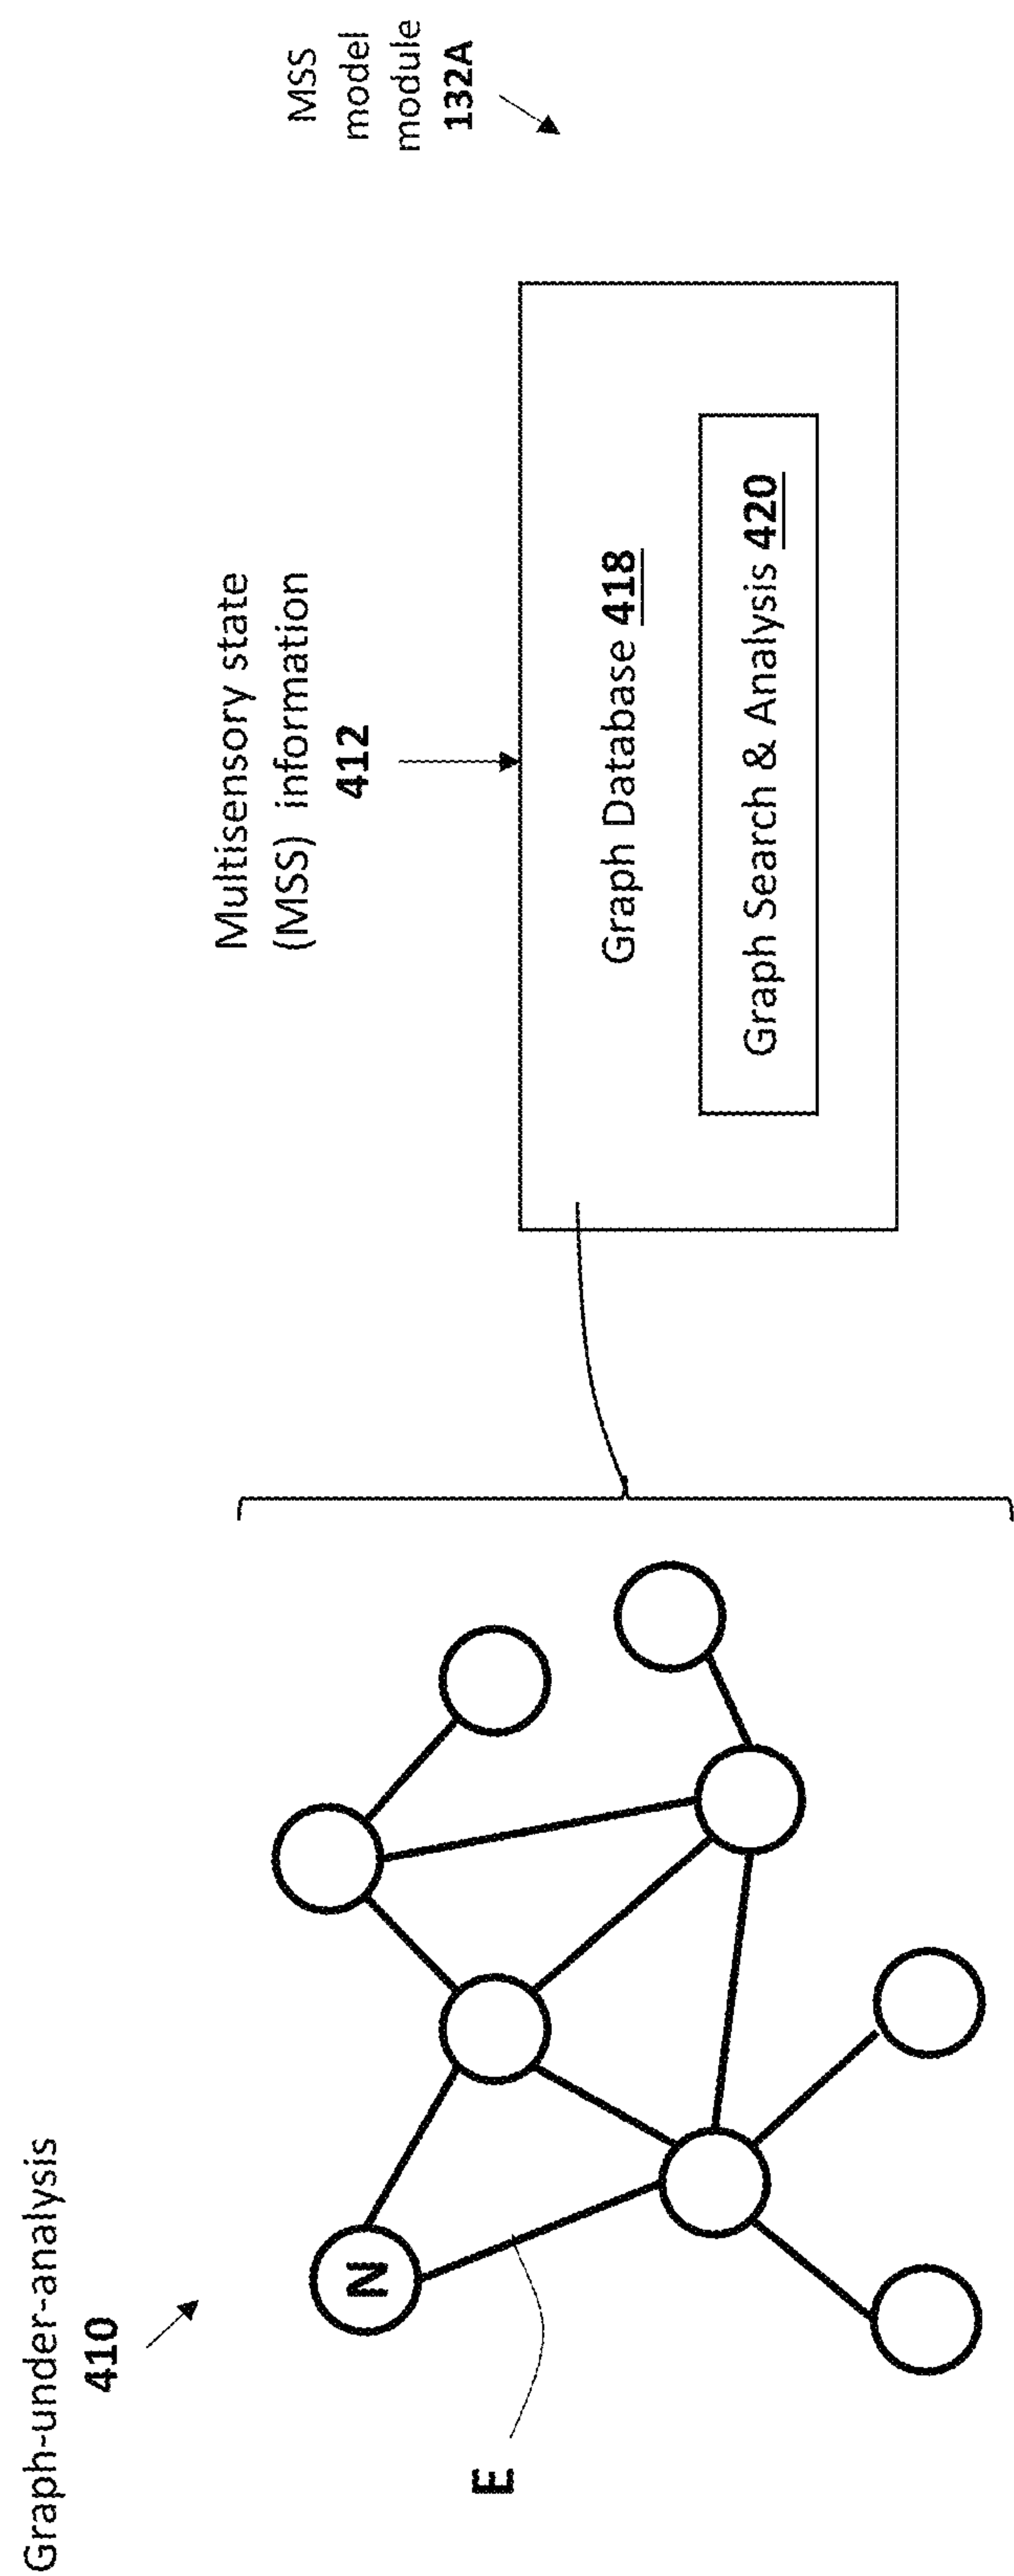 Graph-under-analysis
410
N
E
Multisensory state
(MSS) information
412
Graph Database 418
Graph Search & Analysis 420
MSS
model
module
132A